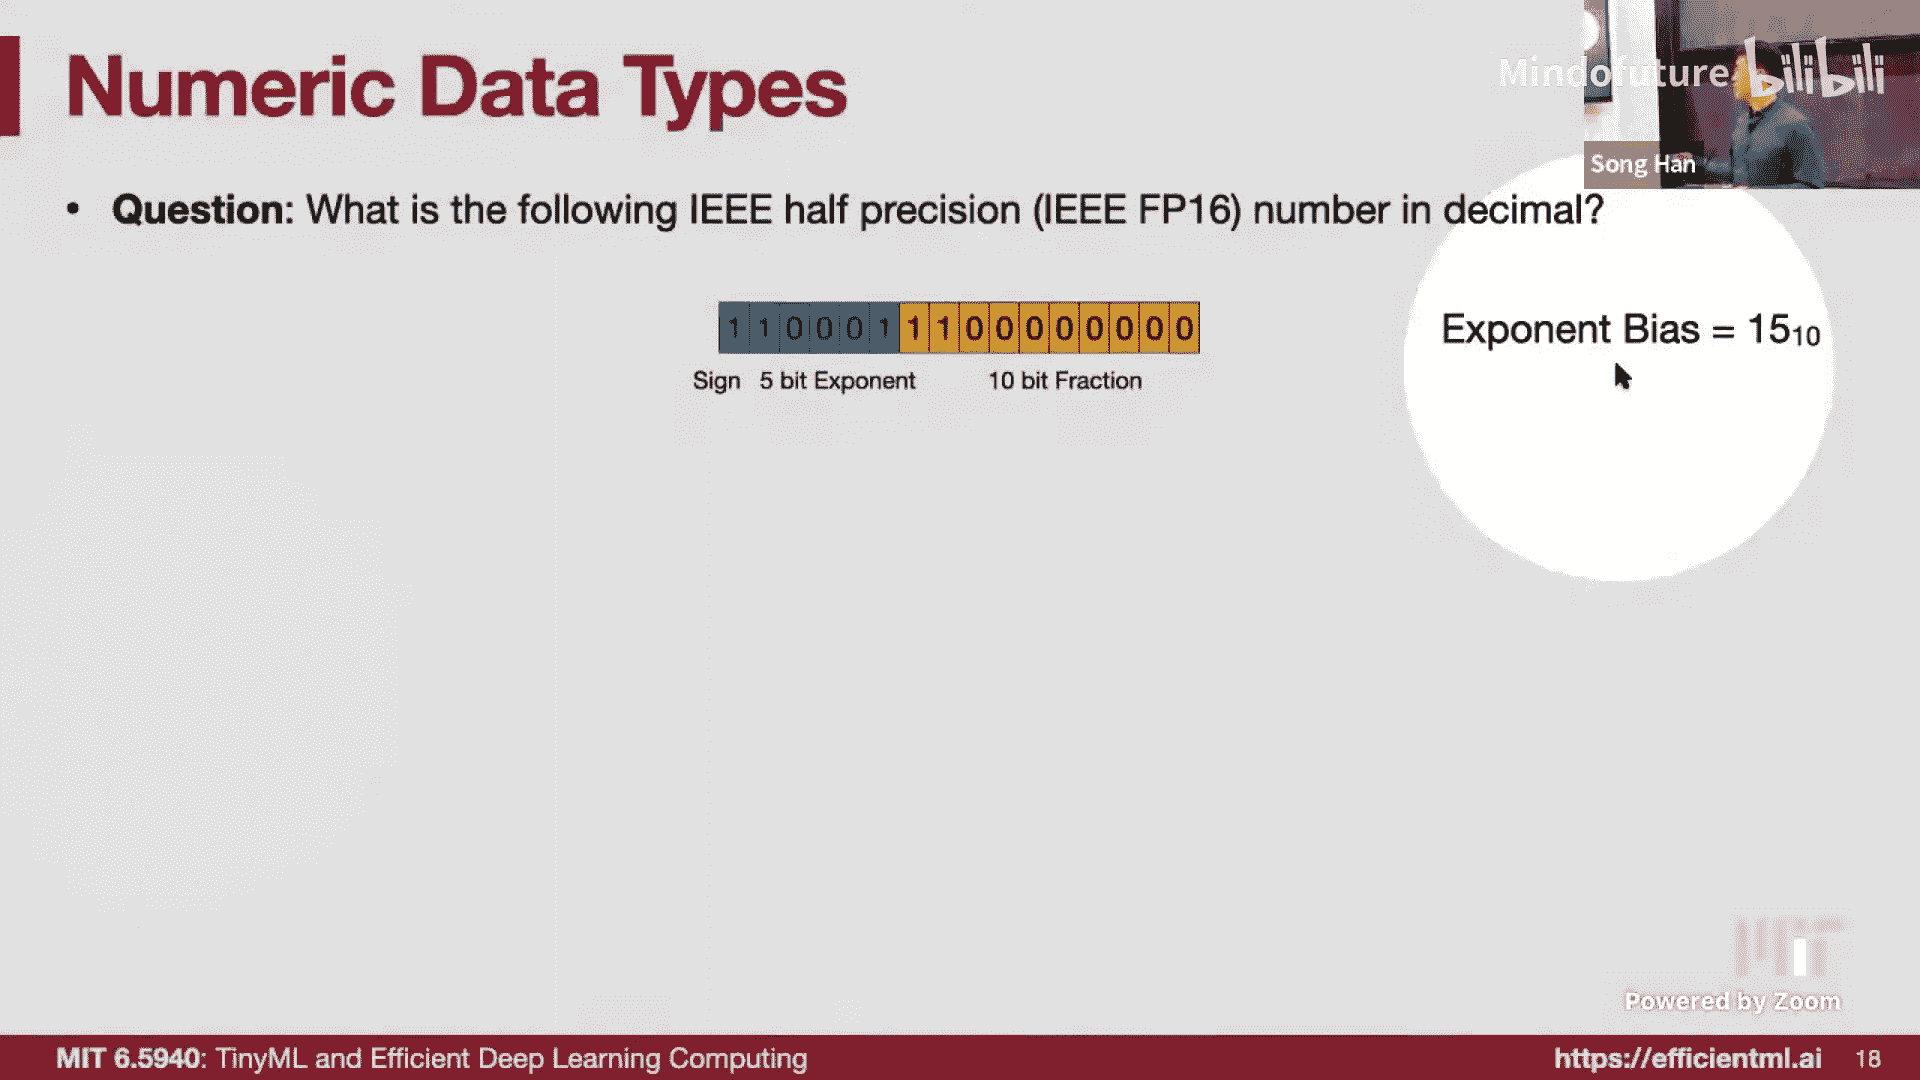 Numeric Data Types
Mindofuture bilibili
Song Han
• Question: What is the following IEEE half precision (IEEE FP16) number in decimal?
1 1 0 0 0 1 1 1 0 0 0 0 0 0 0 0
Exponent Bias = 15₁₀
Sign 5 bit Exponent 10 bit Fraction
MIT
Powered by Zoom
MIT 6.5940: TinyML and Efficient Deep Learning Computing
https://efficientml.ai 18